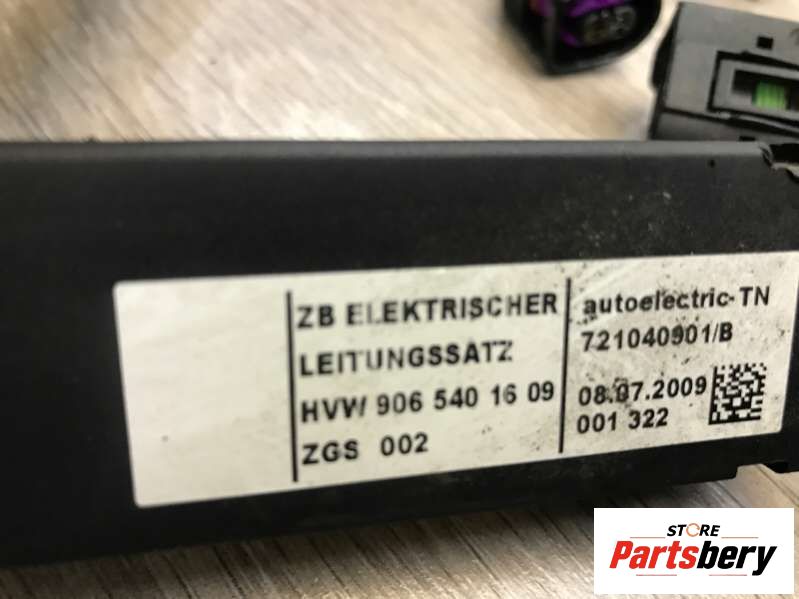 ZB ELEKTRISCHER
LEITUNGSSATZ
HVW 906 540 16 09
ZGS 002
autoelectric-TN
721040901/B
08.07.2009
001 322
STORE
Partsbery